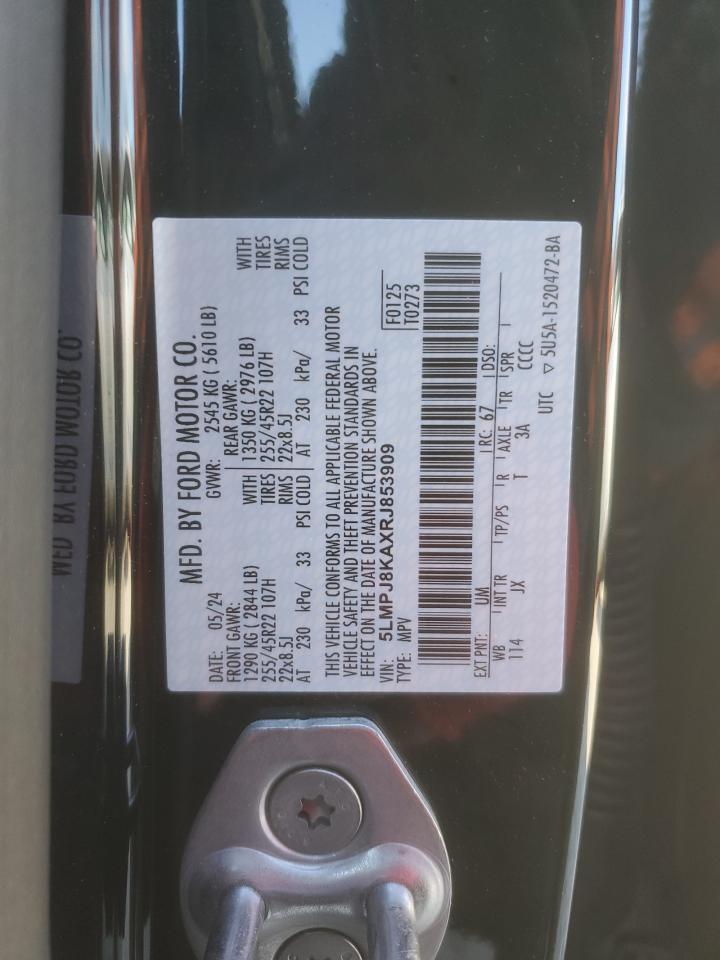 MFD. BY FORD MOTOR CO.
DATE: 05/24 GVWR: 2545 KG ( 5610 LB)
FRONT GAWR: REAR GAWR:
1290 KG ( 2844 LB) WITH 1350 KG ( 2976 LB) WITH
255/45R22 107H TIRES 255/45R22 107H TIRES
22x8.5J RIMS 22x8.5J RIMS
AT 230 kPa/ 33 PSI COLD AT 230 kPa/ 33 PSI COLD
THIS VEHICLE CONFORMS TO ALL APPLICABLE FEDERAL MOTOR
VEHICLE SAFETY AND THEFT PREVENTION STANDARDS IN
EFFECT ON THE DATE OF MANUFACTURE SHOWN ABOVE.
VIN: 5LMPJ8KAXRJ853909 F0125
TYPE: MPV T0273
EXT PNT: UM RC: 67 DSO:
WB INT TR TP/PS R AXLE TR SPR
114 JX T 3A CCCC
UTC ▽ 5U5A-1520472-BA
MFD. BY FORD MOTOR CO.